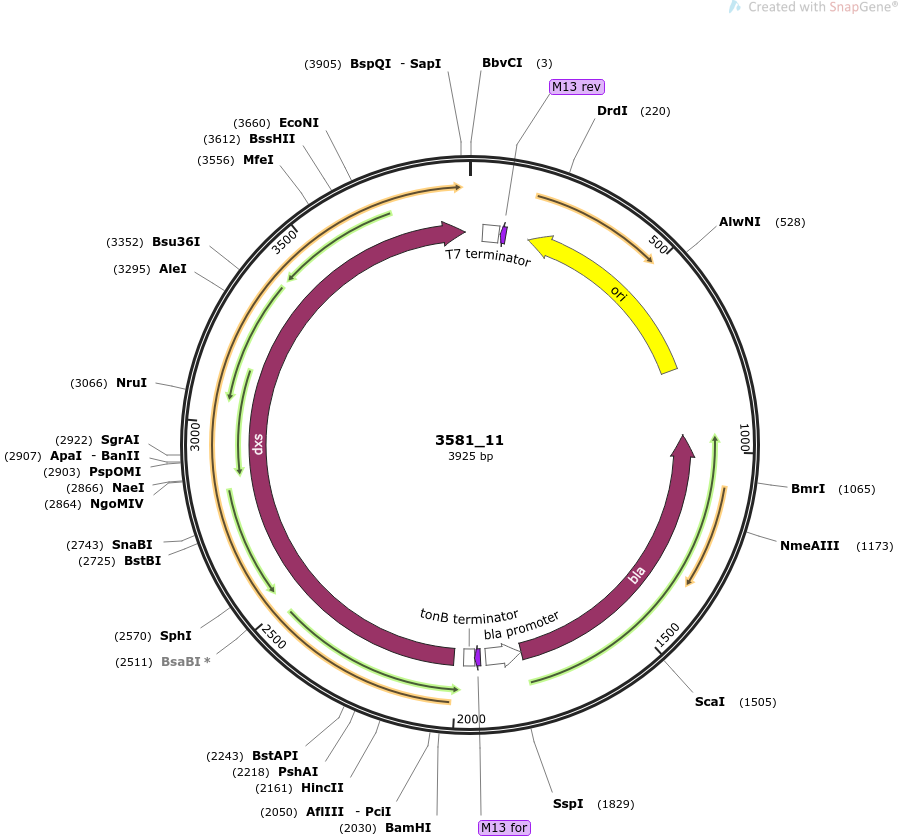 Created with SnapGene®
(3905) BspQI - SapI
BbvCI (3)
M13 rev
DrdI (220)
(3660) EcoNI
(3612) BssHII
(3556) MfeI
AlwNI (528)
(3352) Bsu36I
(3295) AleI
3500
500
T7 terminator
ori
(3066) NruI
3000
1000
dxs
3581_11
3925 bp
(2922) SgrAI
(2907) ApaI - BanII
(2903) PspOMI
(2866) NaeI
(2864) NgoMIV
BmrI (1065)
NmeAIII (1173)
(2743) SnaBI
(2725) BstBI
bla
tonB terminator
bla promoter
(2570) SphI
(2511) BsaBI *
2500
1500
ScaI (1505)
2000
(2243) BstAPI
(2218) PshAI
(2161) HincII
(2050) AflIII - PciI
(2030) BamHI
SspI (1829)
M13 for